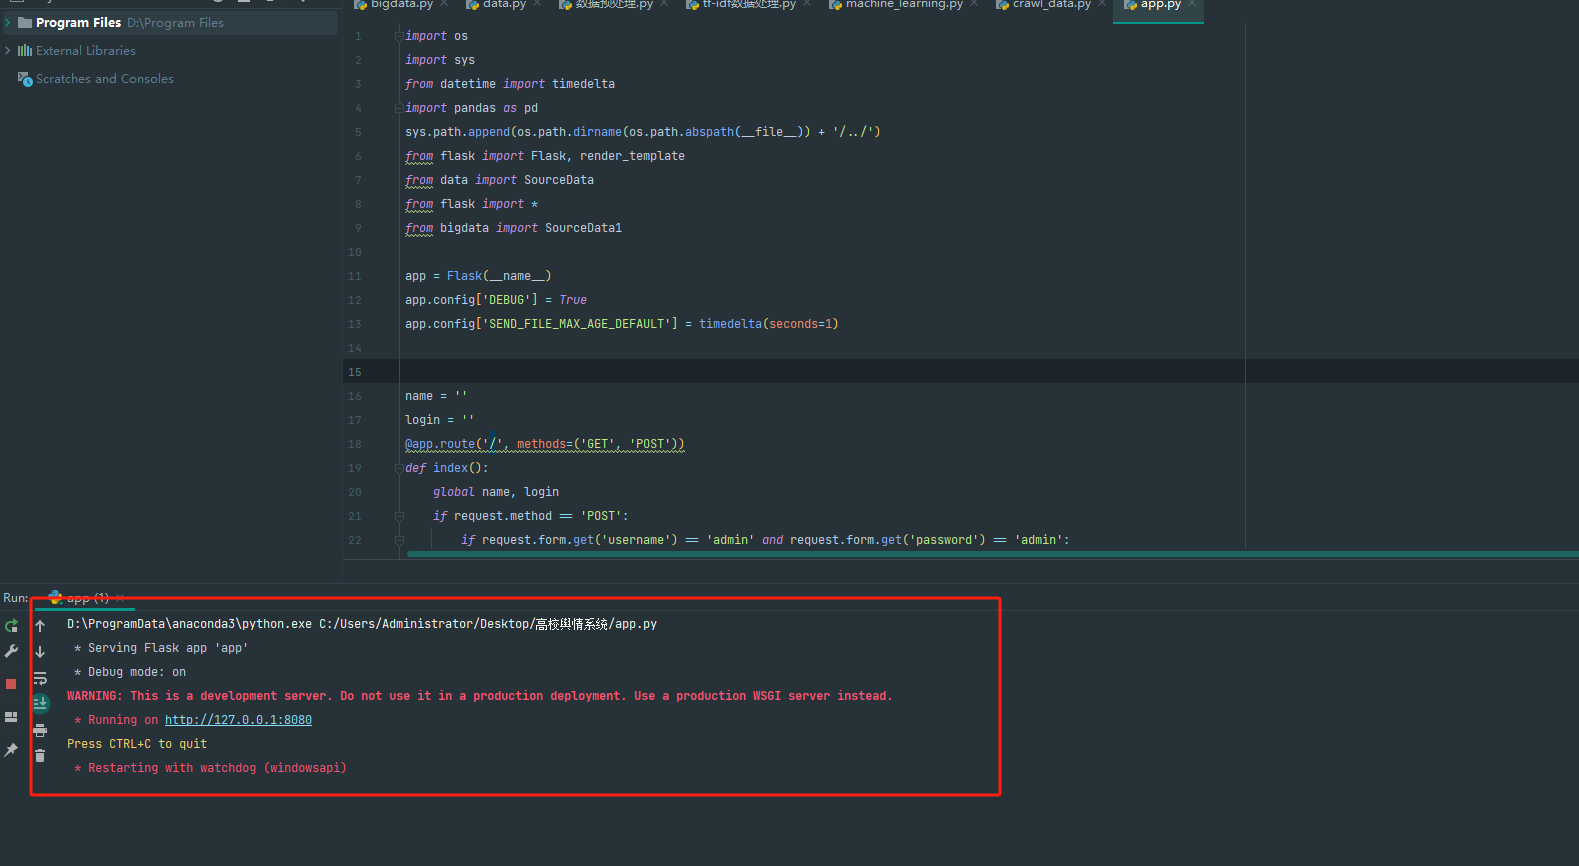 bigdata.py data.py 数据预处理.py tf-idf数据处理.py machine_learning.py crawl_data.py app.py
Program Files D:\Program Files
External Libraries
Scratches and Consoles
1 import os
2 import sys
3 from datetime import timedelta
4 import pandas as pd
5 sys.path.append(os.path.dirname(os.path.abspath(__file__)) + '/../')
6 from flask import Flask, render_template
7 from data import SourceData
8 from flask import *
9 from bigdata import SourceData1
10
11 app = Flask(__name__)
12 app.config['DEBUG'] = True
13 app.config['SEND_FILE_MAX_AGE_DEFAULT'] = timedelta(seconds=1)
14
15
16 name = ''
17 login = ''
18 @app.route('/', methods=('GET', 'POST'))
19 def index():
20 global name, login
21 if request.method == 'POST':
22 if request.form.get('username') == 'admin' and request.form.get('password') == 'admin':
Run: app (1)
D:\ProgramData\anaconda3\python.exe C:/Users/Administrator/Desktop/高校舆情系统/app.py
* Serving Flask app 'app'
* Debug mode: on
WARNING: This is a development server. Do not use it in a production deployment. Use a production WSGI server instead.
* Running on http://127.0.0.1:8080
Press CTRL+C to quit
* Restarting with watchdog (windowsapi)